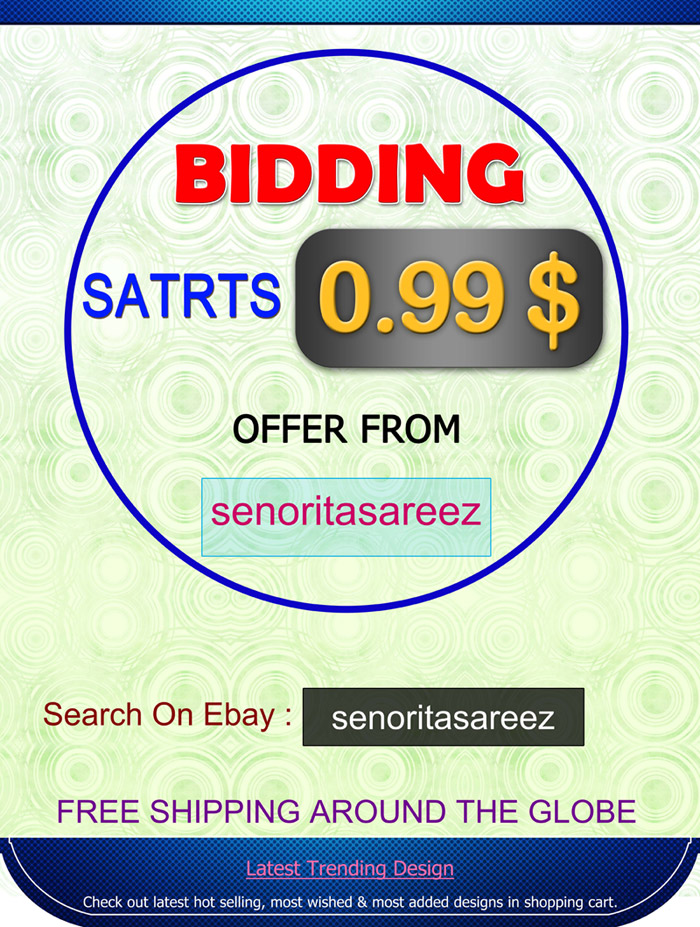 BIDDING
SATRTS 0.99 $
OFFER FROM
senoritasareez
Search On Ebay : senoritasareez
FREE SHIPPING AROUND THE GLOBE
Latest Trending Design
Check out latest hot selling, most wished & most added designs in shopping cart.